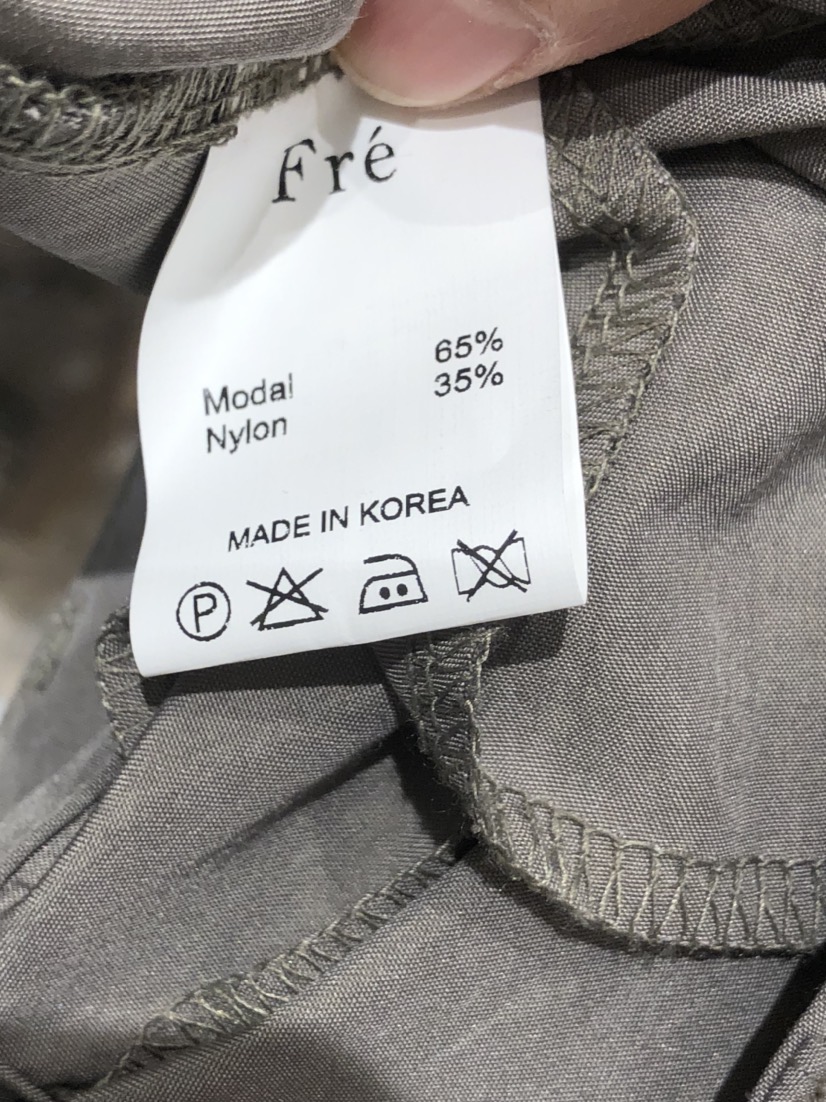 Fré
Modal 65%
Nylon 35%
MADE IN KOREA
P